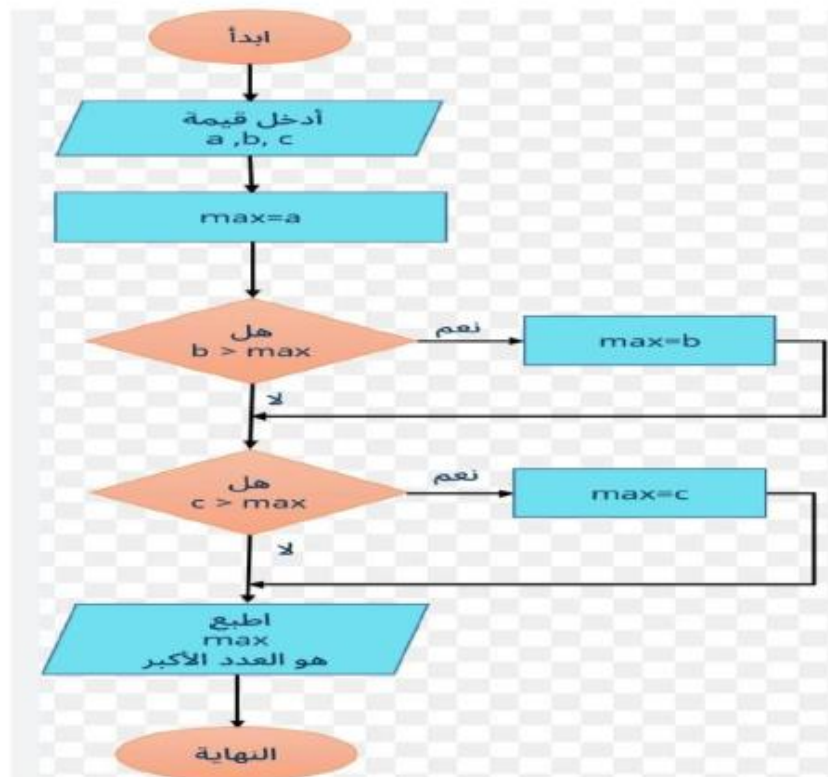 ابدأ
أدخل قيمة
a ,b, c
max=a
هل
b > max
نعم
max=b
لا
هل
c > max
نعم
max=c
لا
اطبع
max
هو العدد الأكبر
النهاية